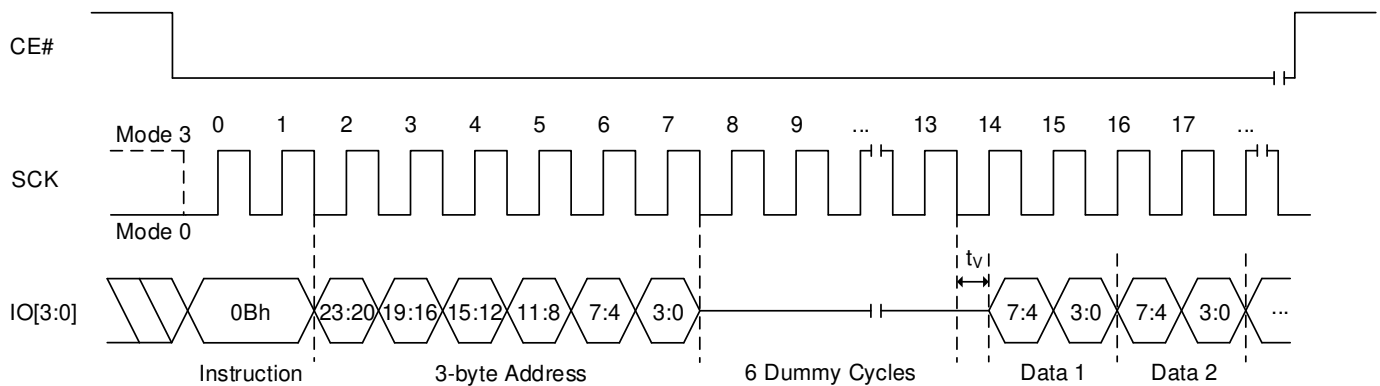 CE#
Mode 3 0 1 2 3 4 5 6 7 8 9 ... 13 14 15 16 17 ...
SCK
Mode 0
tV
IO[3:0] 0Bh 23:20 19:16 15:12 11:8 7:4 3:0 7:4 3:0 7:4 3:0 ...
Instruction 3-byte Address 6 Dummy Cycles Data 1 Data 2